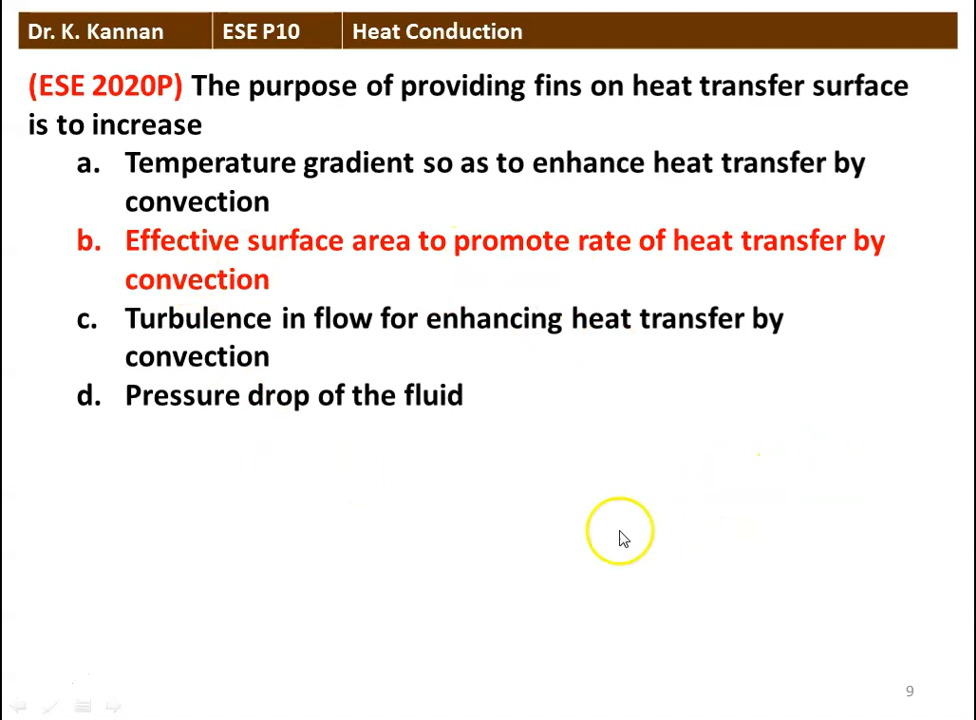 Dr. K. Kannan ESE P10 Heat Conduction
(ESE 2020P) The purpose of providing fins on heat transfer surface
is to increase
a. Temperature gradient so as to enhance heat transfer by
convection
b. Effective surface area to promote rate of heat transfer by
convection
c. Turbulence in flow for enhancing heat transfer by
convection
d. Pressure drop of the fluid
9